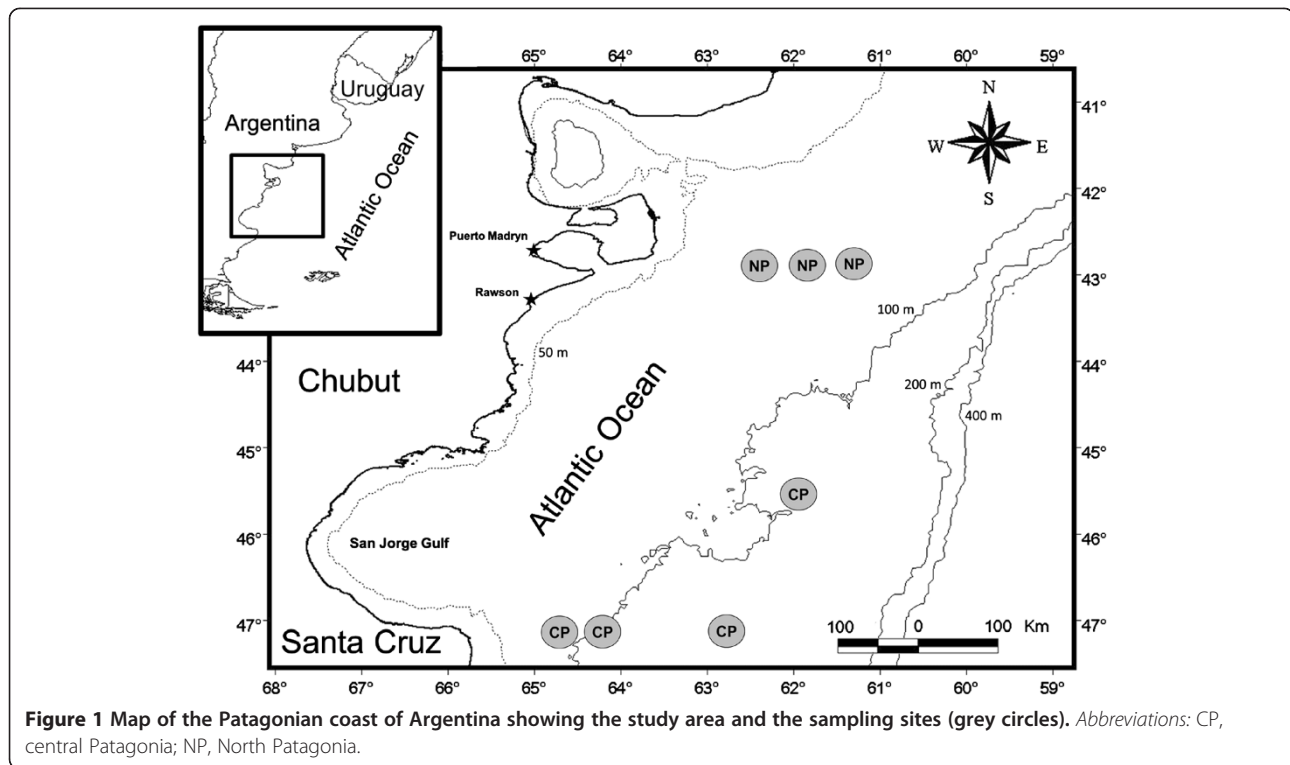 Uruguay
Argentina
Atlantic Ocean
65° 64° 63° 62° 61° 60° 59°
N
W E
S
41°
42°
43°
44°
45°
46°
47°
Puerto Madryn
Rawson
NP NP NP
100 m
50 m
200 m
400 m
44°
45°
46°
47°
Chubut
Atlantic Ocean
CP
San Jorge Gulf
CP CP CP
Santa Cruz
100 0 100 Km
68° 67° 66° 65° 64° 63° 62° 61° 60° 59°
Figure 1 Map of the Patagonian coast of Argentina showing the study area and the sampling sites (grey circles). Abbreviations: CP,
central Patagonia; NP, North Patagonia.